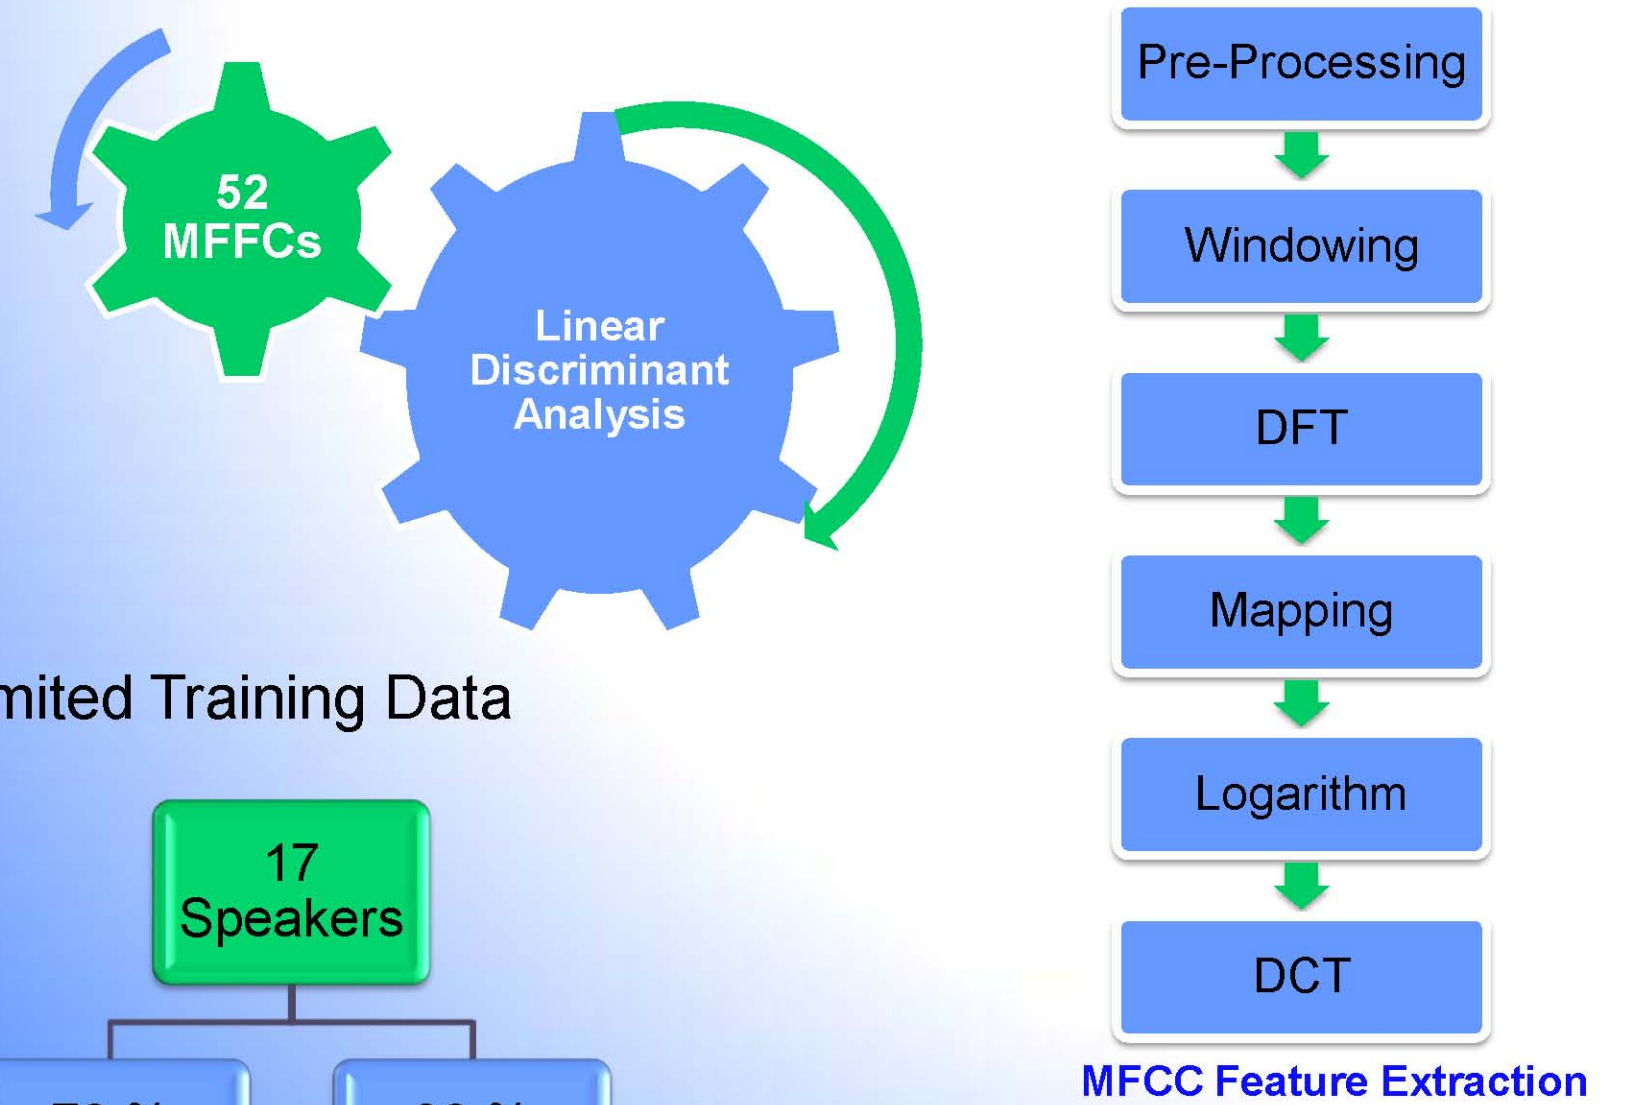 52
MFFCs
Linear
Discriminant
Analysis
mited Training Data
17
Speakers
Pre-Processing
Windowing
DFT
Mapping
Logarithm
DCT
MFCC Feature Extraction